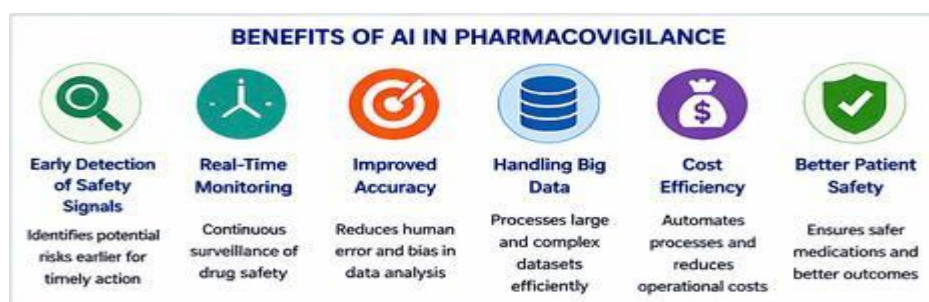 BENEFITS OF AI IN PHARMACOVIGILANCE
Early Detection
of Safety
Signals
Identifies potential
risks earlier for
timely action
Real-Time
Monitoring
Continuous
surveillance of
drug safety
Improved
Accuracy
Reduces human
error and bias in
data analysis
Handling Big
Data
Processes large
and complex
datasets
efficiently
$
Cost
Efficiency
Automates
processes and
reduces
operational costs
Better Patient
Safety
Ensures safer
medications and
better outcomes